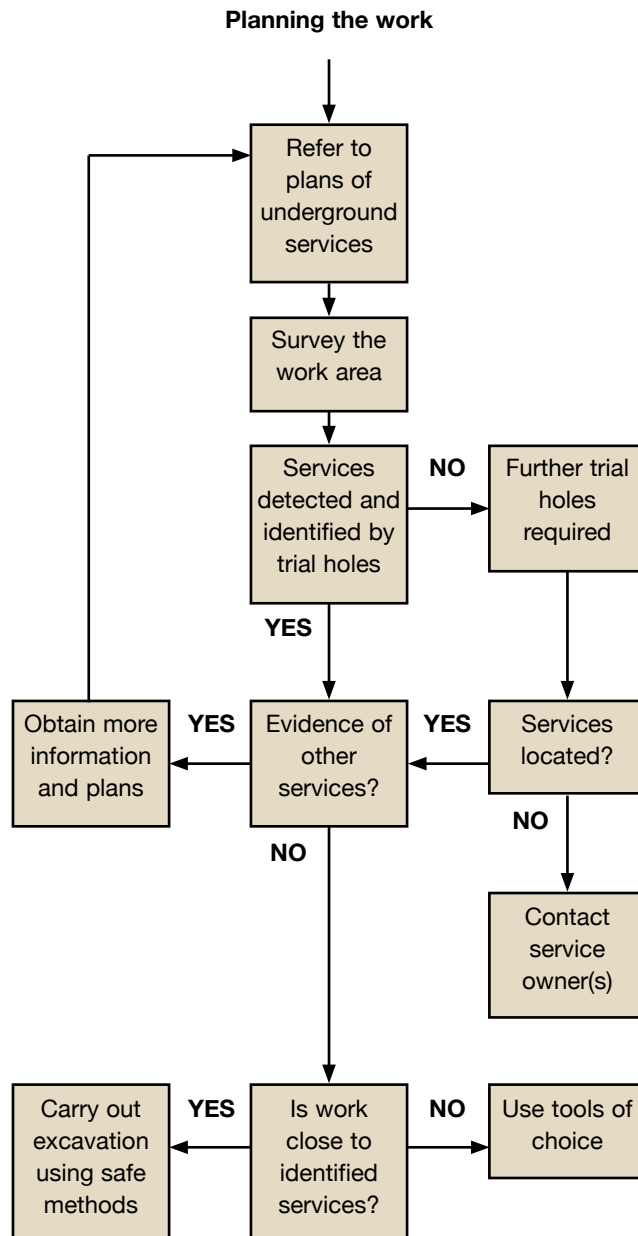 Planning the work
Refer to
plans of
underground
services
Survey the
work area
Services
detected and
identified by
trial holes
NO
Further trial
holes
required
YES
Obtain more
information
and plans
YES
Evidence of
other
services?
YES
Services
located?
NO
NO
Contact
service
owner(s)
Carry out
excavation
using safe
methods
YES
Is work
close to
identified
services?
NO
Use tools of
choice